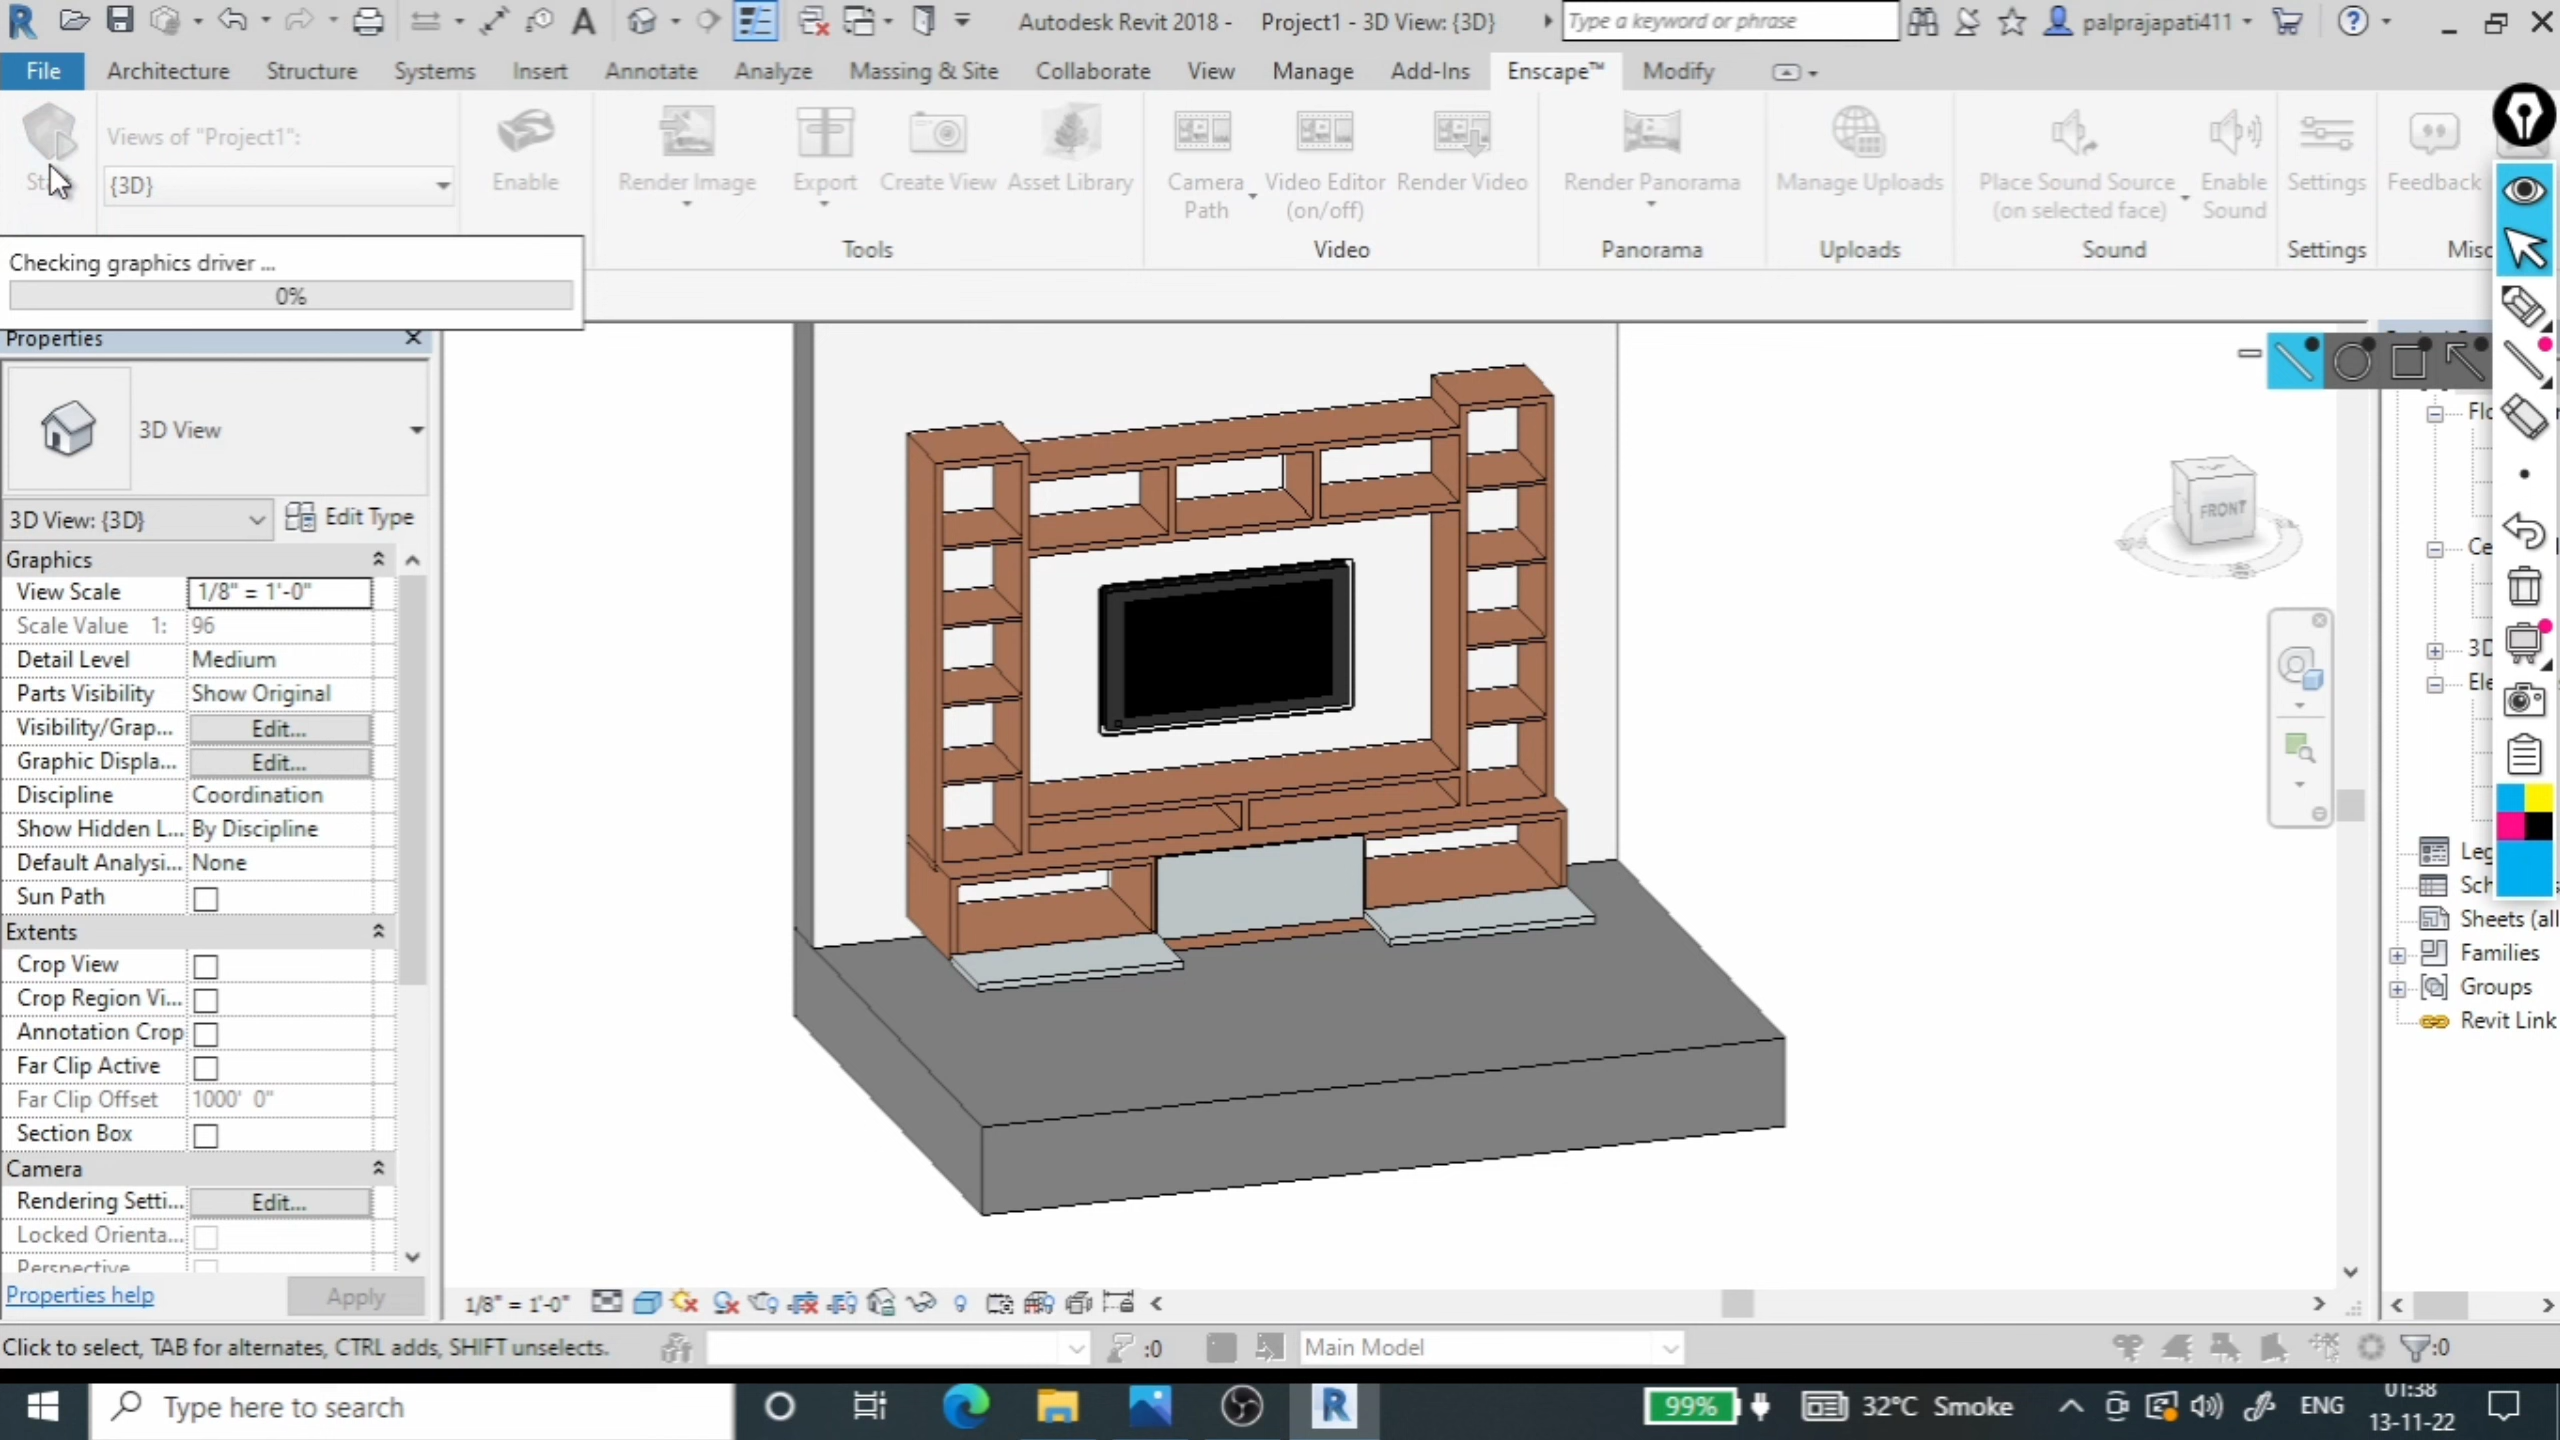 Autodesk Revit 2018 - Project1 - 3D View: {3D}
Type a keyword or phrase
palprajapati411
File Architecture Structure Systems Insert Annotate Analyze Massing & Site Collaborate View Manage Add-Ins Enscape™ Modify
Views of "Project1":
{3D}
Enable
Render Image
Export
Create View
Asset Library
Camera Path
Video Editor (on/off)
Render Video
Render Panorama
Manage Uploads
Place Sound Source (on selected face)
Enable Sound
Settings
Feedback
Tools
Video
Panorama
Uploads
Sound
Settings
Misc
Checking graphics driver ...
0%
Properties
3D View
3D View: {3D}
Edit Type
Graphics
View Scale 1/8" = 1'-0"
Scale Value 1: 96
Detail Level Medium
Parts Visibility Show Original
Visibility/Grap... Edit...
Graphic Displa... Edit...
Discipline Coordination
Show Hidden L... By Discipline
Default Analysi... None
Sun Path
Extents
Crop View
Crop Region Vi...
Annotation Crop
Far Clip Active
Far Clip Offset 1000' 0"
Section Box
Camera
Rendering Setti... Edit...
Locked Orienta...
Perspective
Properties help
Apply
FRONT
Flo
Ce
3D
Ele
Leg
Sch
Sheets (all
Families
Groups
Revit Link
1/8" = 1'-0"
Click to select, TAB for alternates, CTRL adds, SHIFT unselects.
:0
Main Model
:0
Type here to search
99%
32°C Smoke
ENG
01:38
13-11-22